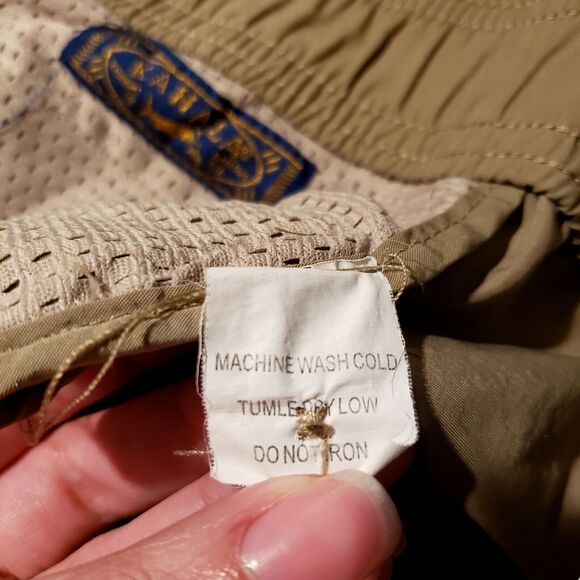 MACHINE WASH COLD
TUMLE DRY LOW
DO NOT IRON